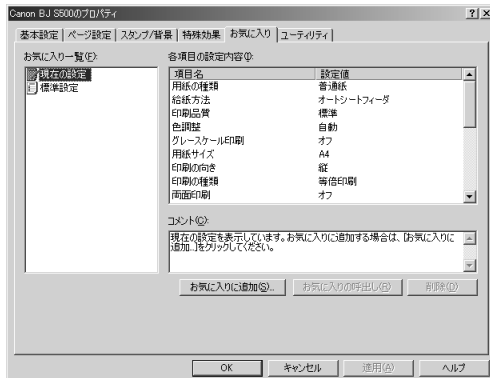 Canon BJ S500のプロパティ
基本設定 ページ設定 スタンプ/背景 特殊効果 お気に入り ユーティリティ
お気に入り一覧(F):
現在の設定
標準設定
各項目の設定内容(I):
項目名 設定値
用紙の種類 普通紙
給紙方法 オートシートフィーダ
印刷品質 標準
色調整 自動
グレースケール印刷 オフ
用紙サイズ A4
印刷の向き 縦
印刷の種類 等倍印刷
両面印刷 オフ
コメント(C):
現在の設定を表示しています。お気に入りに追加する場合は、[お気に入りに
追加...]をクリックしてください。
お気に入りに追加(S)... お気に入りの呼出し(R) 削除(D)
OK キャンセル 適用(A) ヘルプ